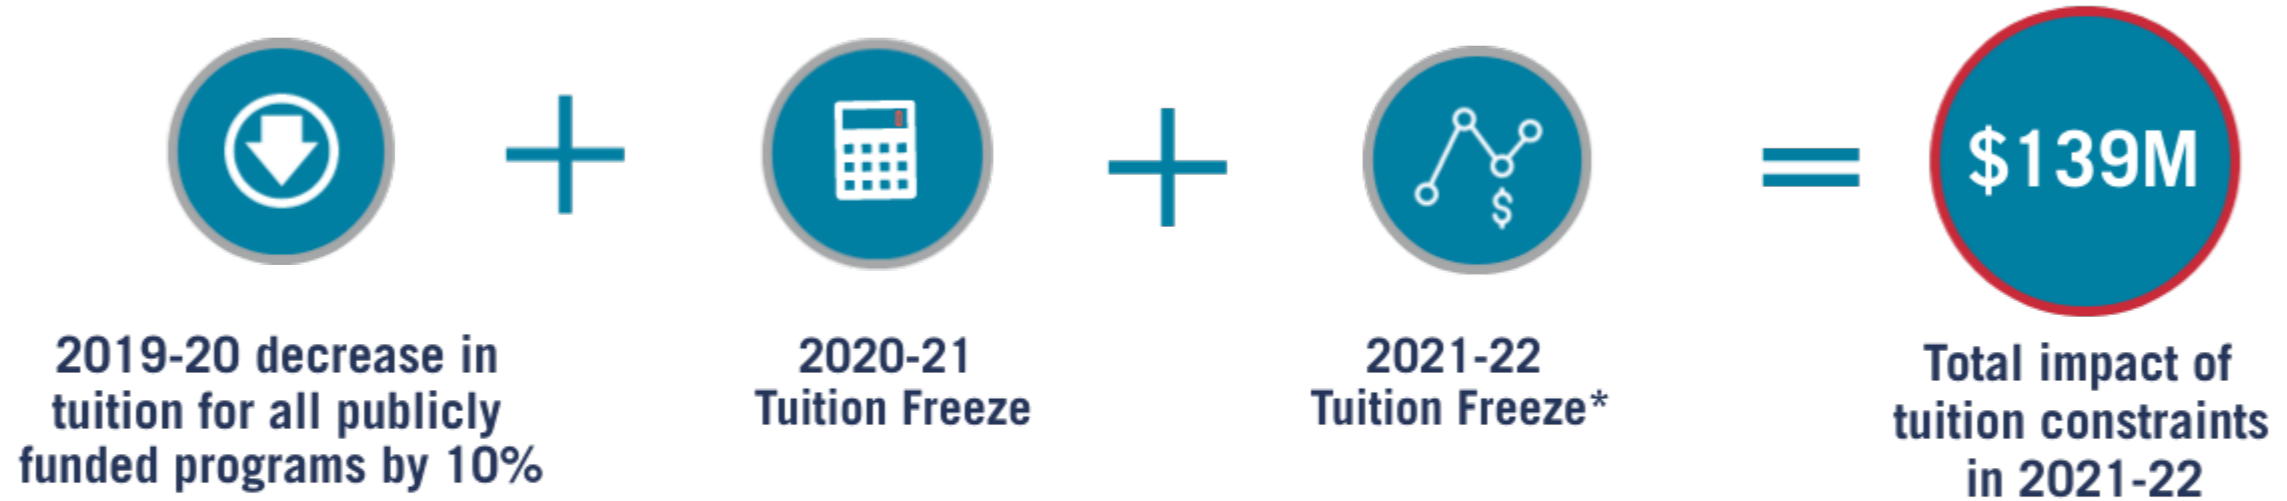 $
$139M
2019-20 decrease in
tuition for all publicly
funded programs by 10%
2020-21
Tuition Freeze
2021-22
Tuition Freeze*
Total impact of
tuition constraints
in 2021-22